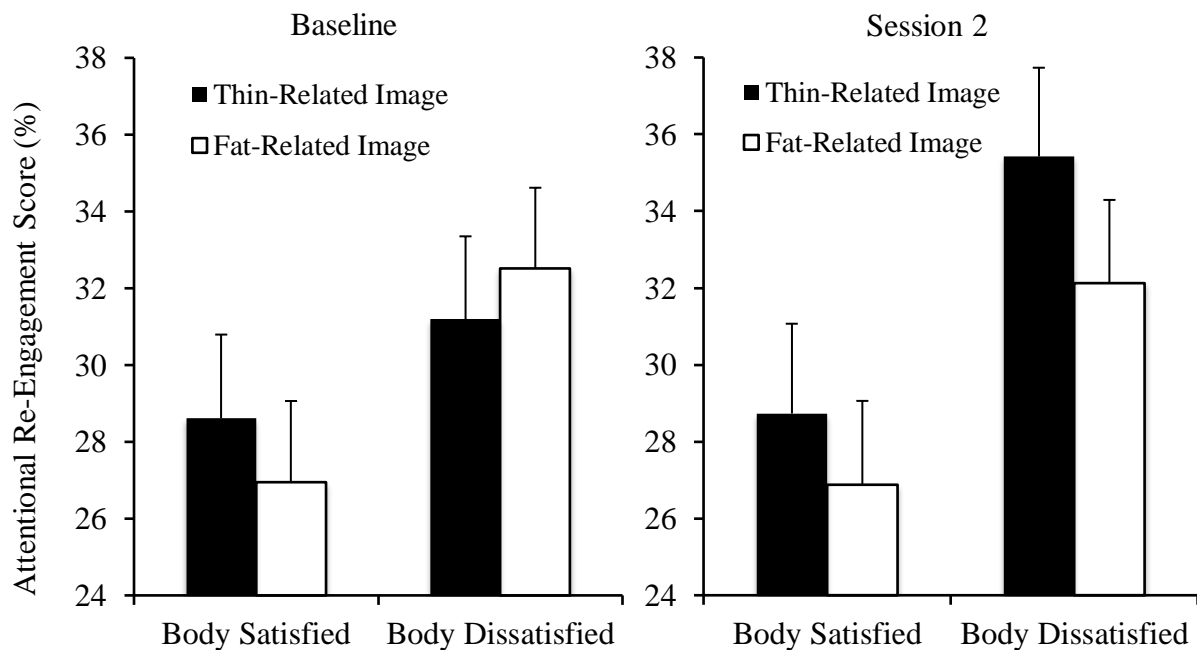 Baseline
Attentional Re-Engagement Score (%)
38
36
34
32
30
28
26
24
Thin-Related Image
Fat-Related Image
Body Satisfied
Body Dissatisfied
Session 2
38
36
34
32
30
28
26
24
Thin-Related Image
Fat-Related Image
Body Satisfied
Body Dissatisfied